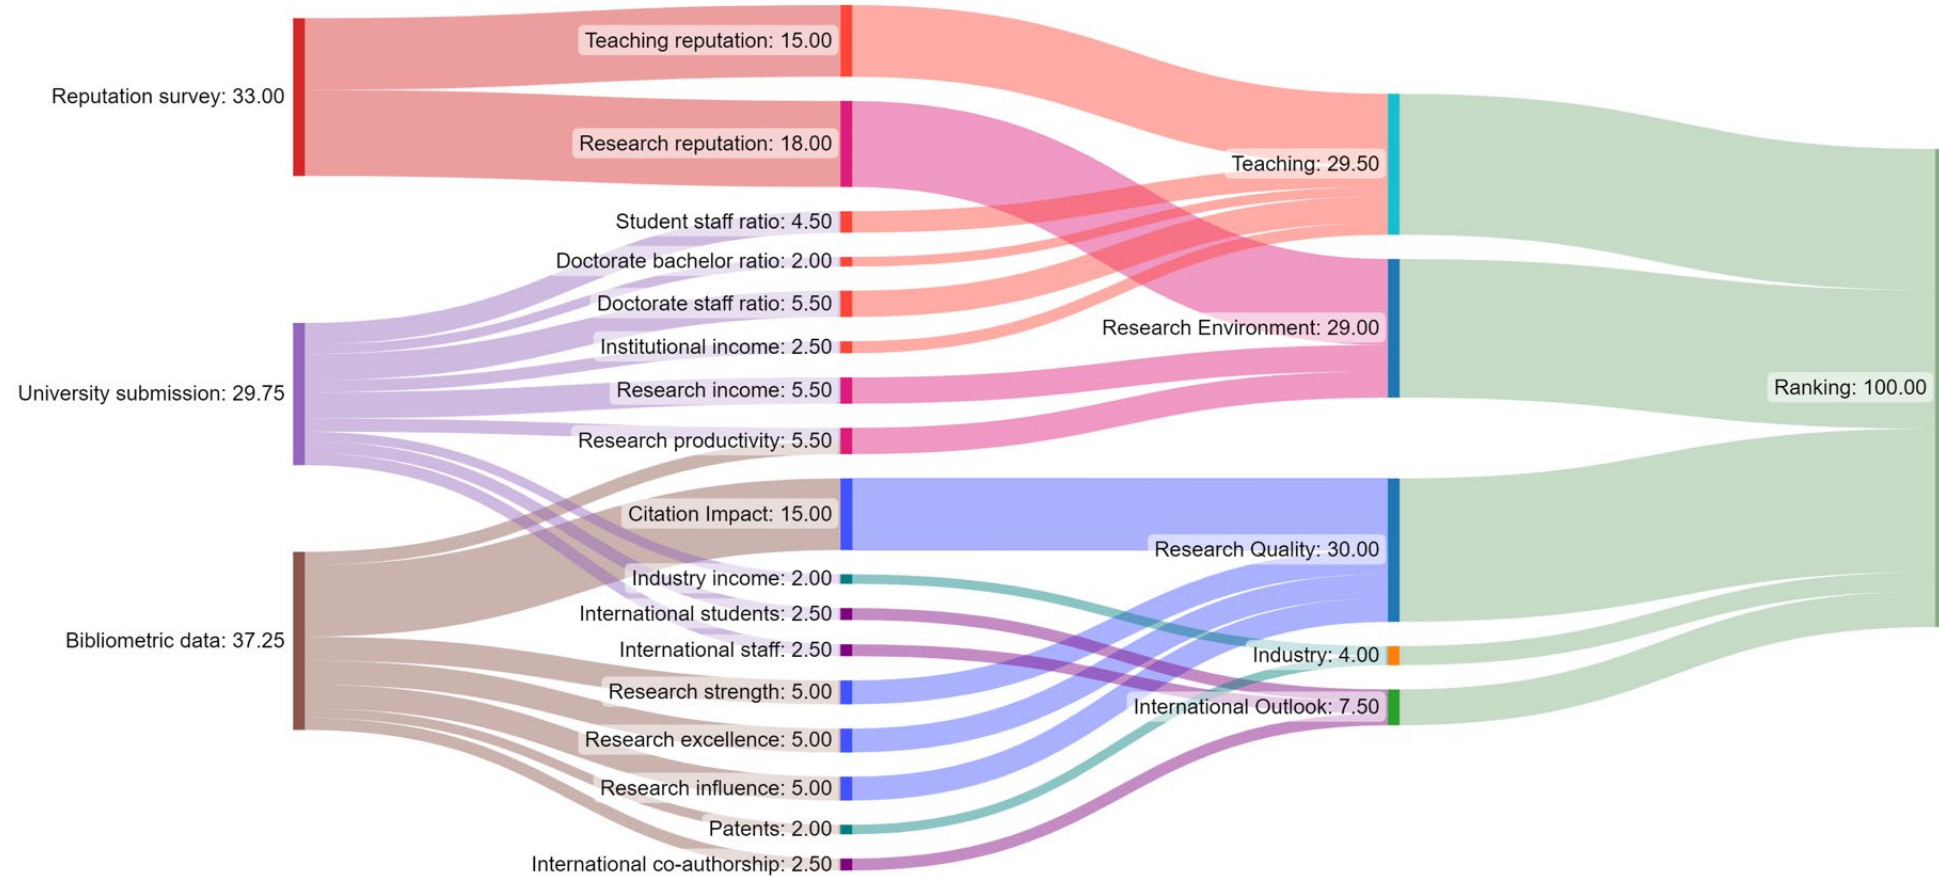 Reputation survey: 33.00
University submission: 29.75
Bibliometric data: 37.25
Teaching reputation: 15.00
Research reputation: 18.00
Student staff ratio: 4.50
Doctorate bachelor ratio: 2.00
Doctorate staff ratio: 5.50
Institutional income: 2.50
Research income: 5.50
Research productivity: 5.50
Citation Impact: 15.00
Industry income: 2.00
International students: 2.50
International staff: 2.50
Research strength: 5.00
Research excellence: 5.00
Research influence: 5.00
Patents: 2.00
International co-authorship: 2.50
Teaching: 29.50
Research Environment: 29.00
Research Quality: 30.00
Industry: 4.00
International Outlook: 7.50
Ranking: 100.00